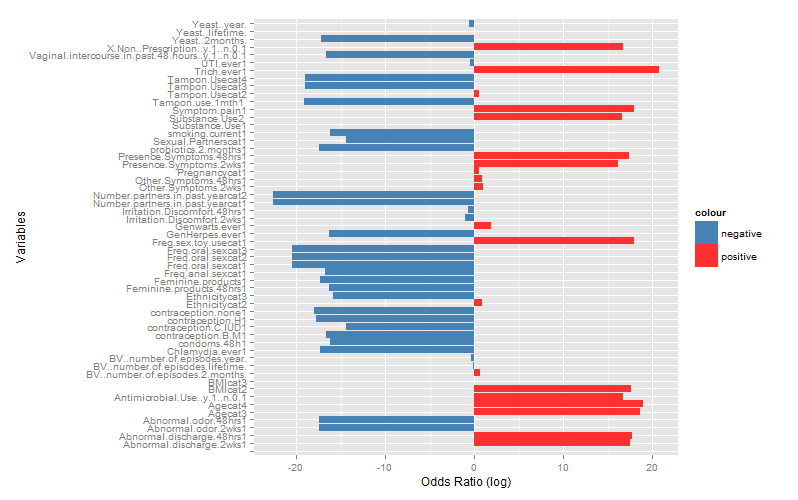 Yeast..year.
Yeast..lifetime.
Yeast..2months.
X.Non..Prescription..y.1..n.0.1
Vaginal.intercourse.in.past.48.hours..y.1..n.0.1
UTI.ever1
Trich.ever1
Tampon.Usecat4
Tampon.Usecat3
Tampon.Usecat2
Tampon.use.1mth1
Symptom.pain1
Substance.Use2
Substance.Use1
smoking.current1
Sexual.Partnerscat1
probiotics.2.months1
Presence.Symptoms.48hrs1
Presence.Symptoms.2wks1
Pregnancycat1
Other.Symptoms.48hrs1
Other.Symptoms.2wks1
Number.partners.in.past.yearcat2
Number.partners.in.past.yearcat1
Irritation.Discomfort.48hrs1
Irritation.Discomfort.2wks1
Genwarts.ever1
GenHerpes.ever1
Freq.sex.toy.usecat1
Freq.oral.sexcat3
Freq.oral.sexcat2
Freq.oral.sexcat1
Freq.anal.sexcat1
Feminine.products1
Feminine.products.48hrs1
Ethnicitycat3
Ethnicitycat2
contraception.none1
contraception.H1
contraception.C.IUD1
contraception.B.M1
condoms.48h1
Chlamydia.ever1
BV..number.of.episodes.year.
BV..number.of.episodes.lifetime.
BV..number.of.episodes.2.months.
BMIcat3
BMIcat2
Antimicrobial.Use..y.1..n.0.1
Agecat4
Agecat3
Abnormal.odor.48hrs1
Abnormal.odor.2wks1
Abnormal.discharge.48hrs1
Abnormal.discharge.2wks1
Variables
-20 -10 0 10 20
Odds Ratio (log)
colour
negative
positive